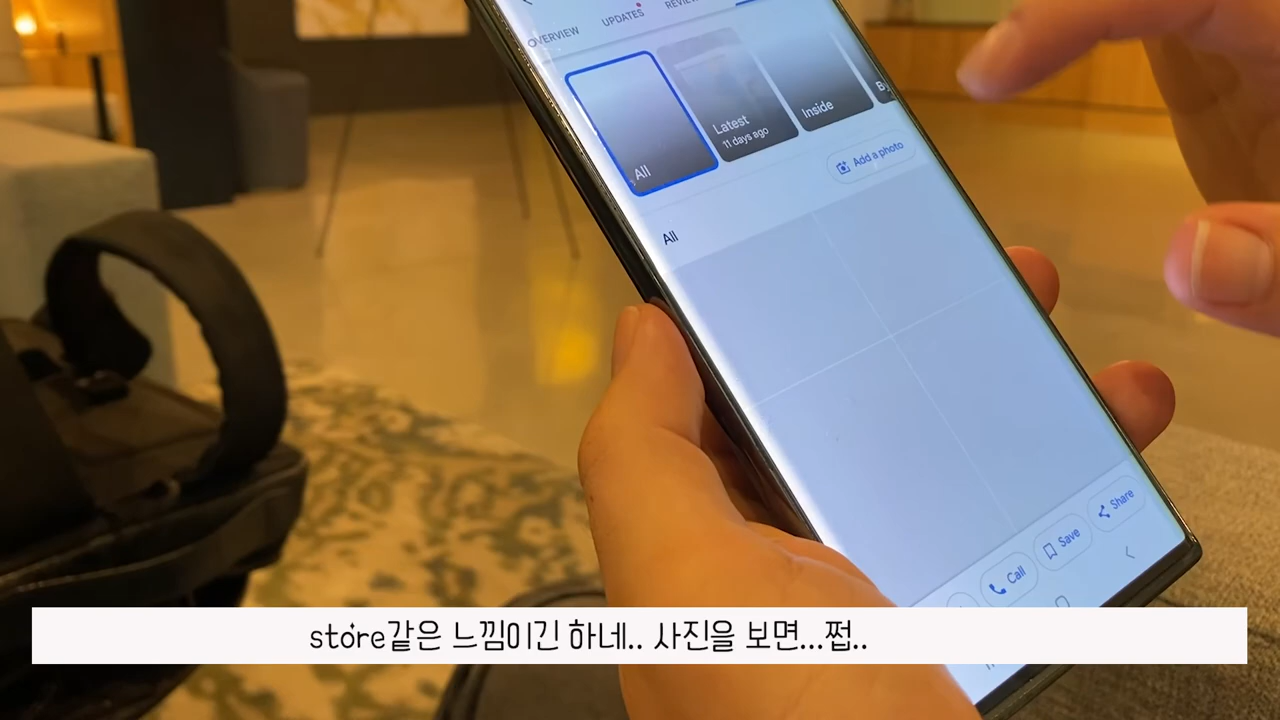 OVERVIEW
UPDATES
All
Latest
11 days ago
Inside
Add a photo
All
Call
Save
Share
store같은 느낌이긴 하네.. 사진을 보면...쩝..